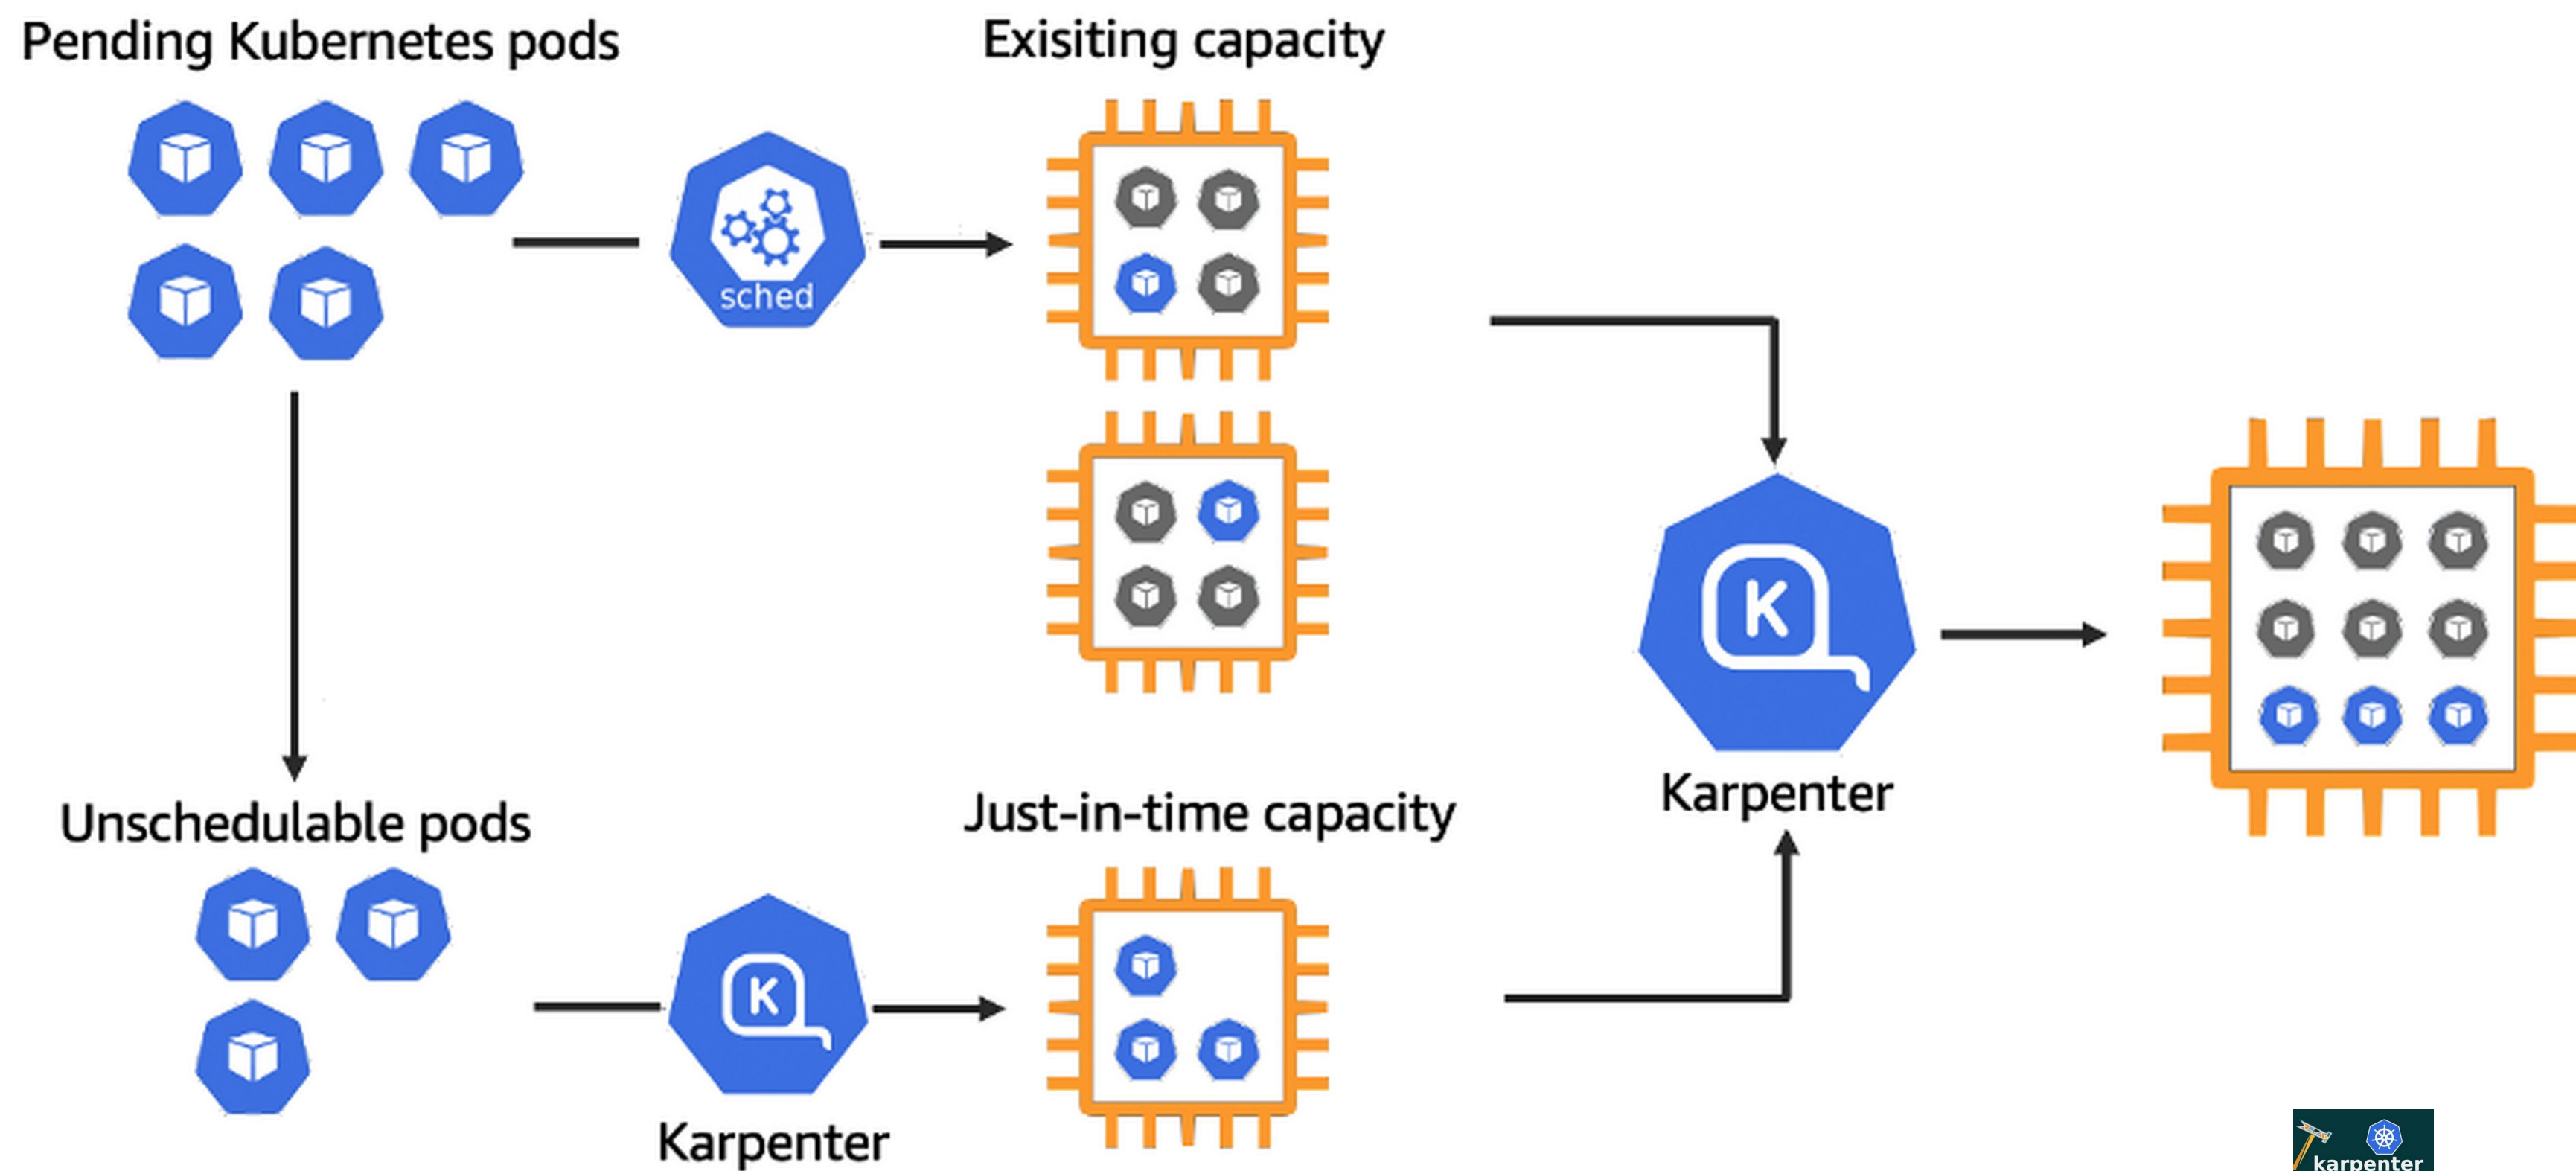 Pending Kubernetes pods
Exisiting capacity
sched
K
Karpenter
Unschedulable pods
Just-in-time capacity
K
Karpenter
karpenter